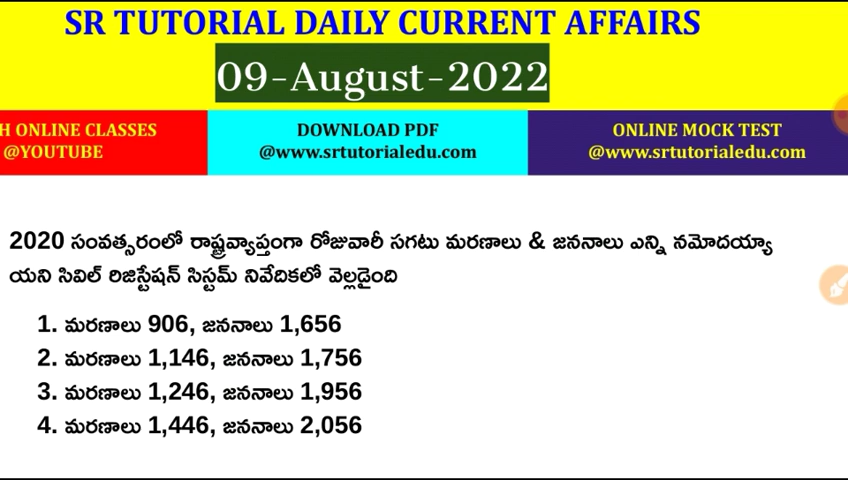 SR TUTORIAL DAILY CURRENT AFFAIRS
09-August-2022
H ONLINE CLASSES
@YOUTUBE
DOWNLOAD PDF
@www.srtutorialedu.com
ONLINE MOCK TEST
@www.srtutorialedu.com
2020 సంవత్సరంలో రాష్ట్రవ్యాప్తంగా రోజువారీ సగటు మరణాలు & జననాలు ఎన్ని నమోదయ్యా
యని సివిల్ రిజిస్టేషన్ సిస్టమ్ నివేదికలో వెల్లడైంది
1. మరణాలు 906, జననాలు 1,656
2. మరణాలు 1,146, జననాలు 1,756
3. మరణాలు 1,246, జననాలు 1,956
4. మరణాలు 1,446, జననాలు 2,056